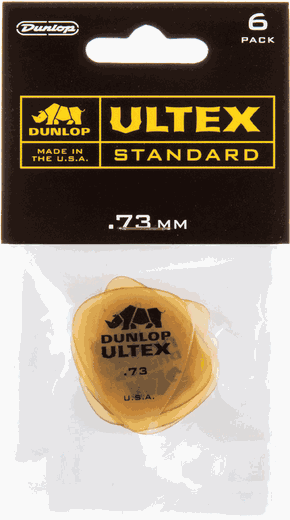 Dunlop
6
PACK
DUNLOP
MADE IN
THE U.S.A.
ULTEX
STANDARD
.73 MM
DUNLOP
ULTEX
.73
U.S.A.